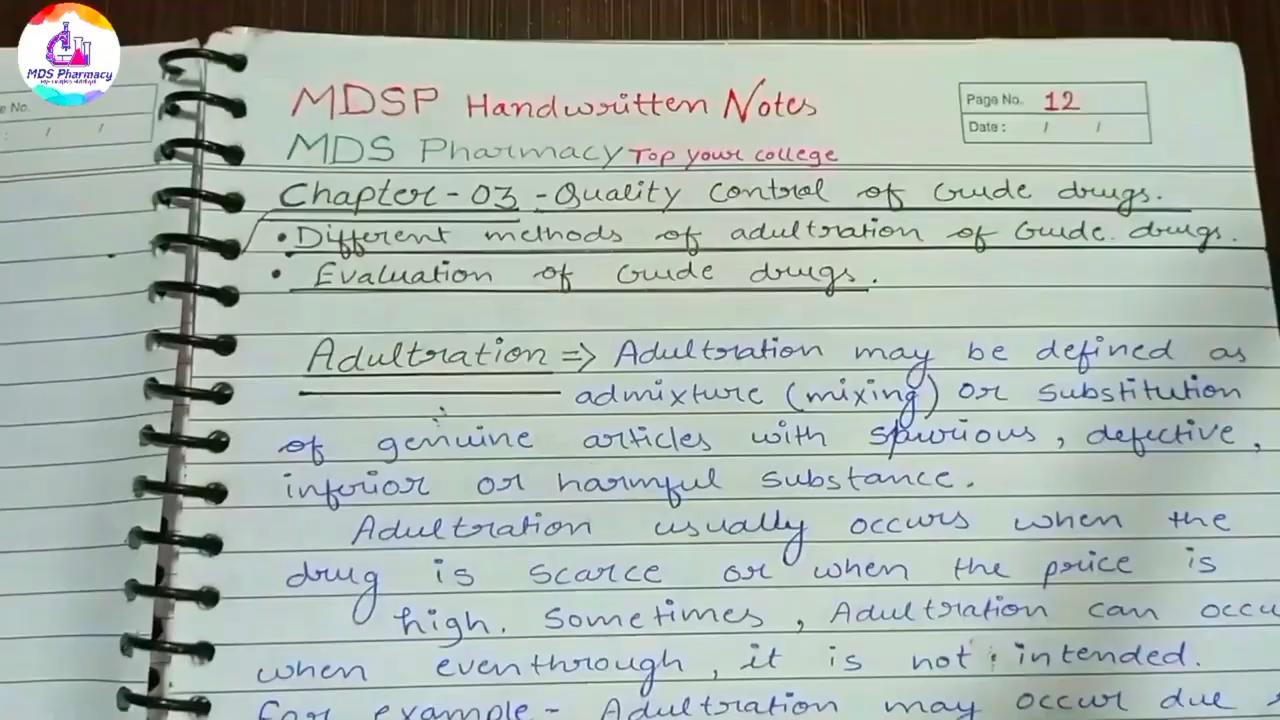 MDS Pharmacy
e No.
: / /
MDSP Handwritten Notes
Page No. 12
Date : / /
MDS Pharmacy Top your college
Chapter - 03 - Quality control of crude drugs.
• Different methods of adultration of crude drugs.
• Evaluation of crude drugs.
Adultration => Adultration may be defined as
admixture (mixing) or substitution
of genuine articles with spurious, defective,
inferior or harmful substance.
Adultration usually occurs when the
drug is scarce or when the price is
high. Sometimes, Adultration can occu
when eventhrough, it is not intended.
For example - Adultration may occur due